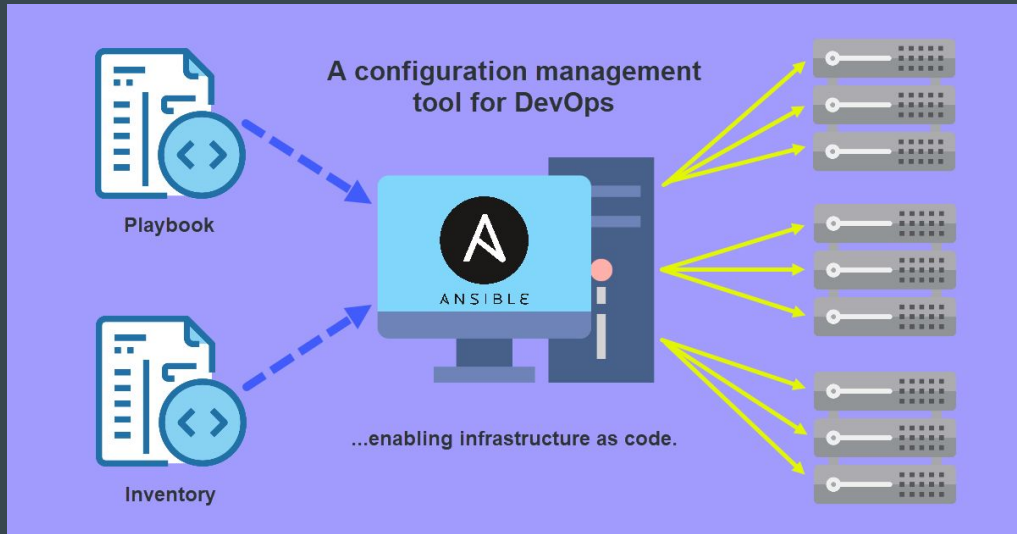 A configuration management
tool for DevOps
Playbook
ANSIBLE
...enabling infrastructure as code.
Inventory